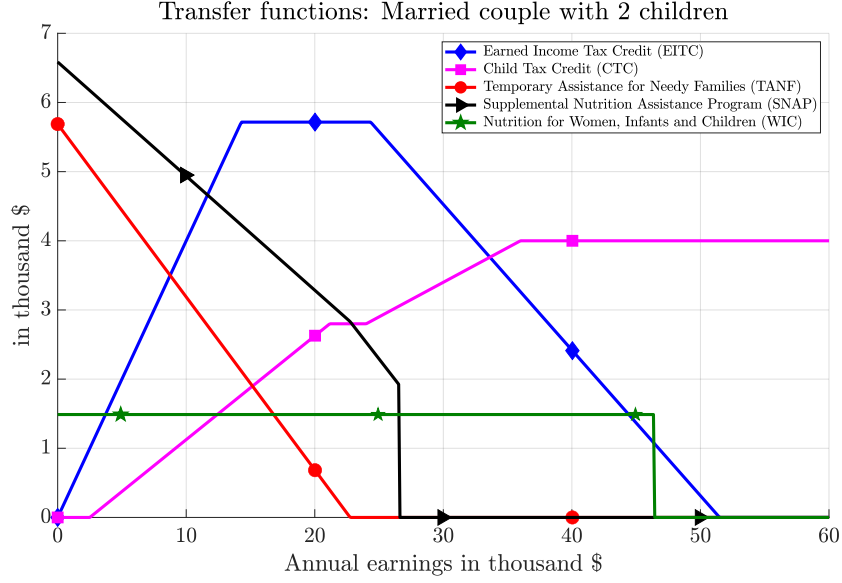 Transfer functions: Married couple with 2 children
7
6
5
4
3
2
1
0
in thousand $
Earned Income Tax Credit (EITC)
Child Tax Credit (CTC)
Temporary Assistance for Needy Families (TANF)
Supplemental Nutrition Assistance Program (SNAP)
Nutrition for Women, Infants and Children (WIC)
0 10 20 30 40 50 60
Annual earnings in thousand $